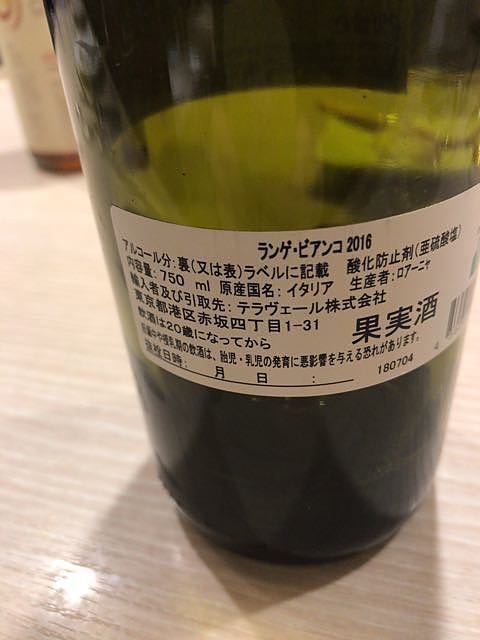 ランゲ・ビアンコ 2016
アルコール分:裏(又は表)ラベルに記載 酸化防止剤(亜硫酸塩)
内容量:750 ml 原産国名:イタリア 生産者:ロアーニャ
輸入者及び引取先:テラヴェール株式会社
東京都港区赤坂四丁目1-31
飲酒は20歳になってから
果実酒
妊娠中や授乳期の飲酒は、胎児・乳児の発育に悪影響を与える恐れがあります。
抜栓日時: 月 日 :
180704